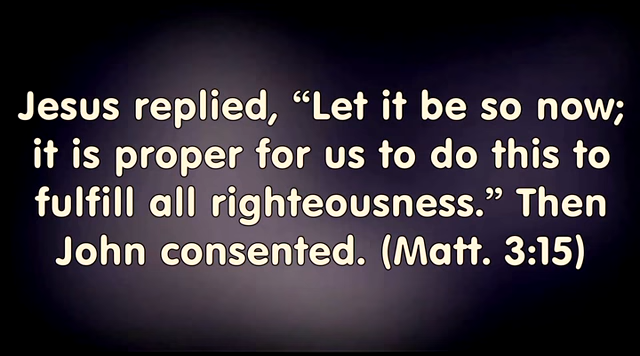 Jesus replied, “Let it be so now;
it is proper for us to do this to
fulfill all righteousness.” Then
John consented. (Matt. 3:15)